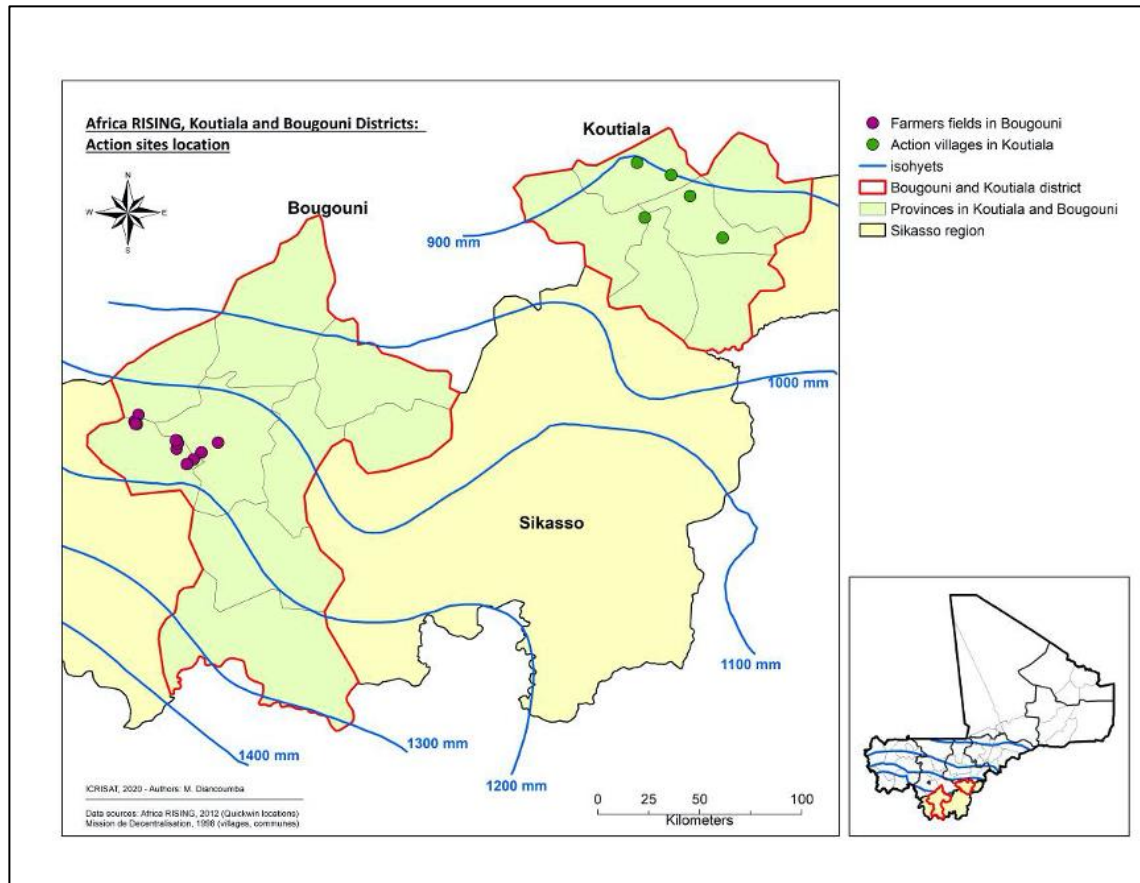 Africa RISING, Koutiala and Bougouni Districts:
Action sites location
N
W
E
S
Koutiala
Bougouni
900 mm
1000 mm
Sikasso
1100 mm
1200 mm
1300 mm
1400 mm
ICRISAT, 2020 - Authors: M. Diancoumba
Data sources: Africa RISING, 2012 (Quickwin locations)
Mission de Decentralisation, 1998 (villages, communes)
0 25 50 100
Kilometers
Farmers fields in Bougouni
Action villages in Koutiala
isohyets
Bougouni and Koutiala district
Provinces in Koutiala and Bougouni
Sikasso region